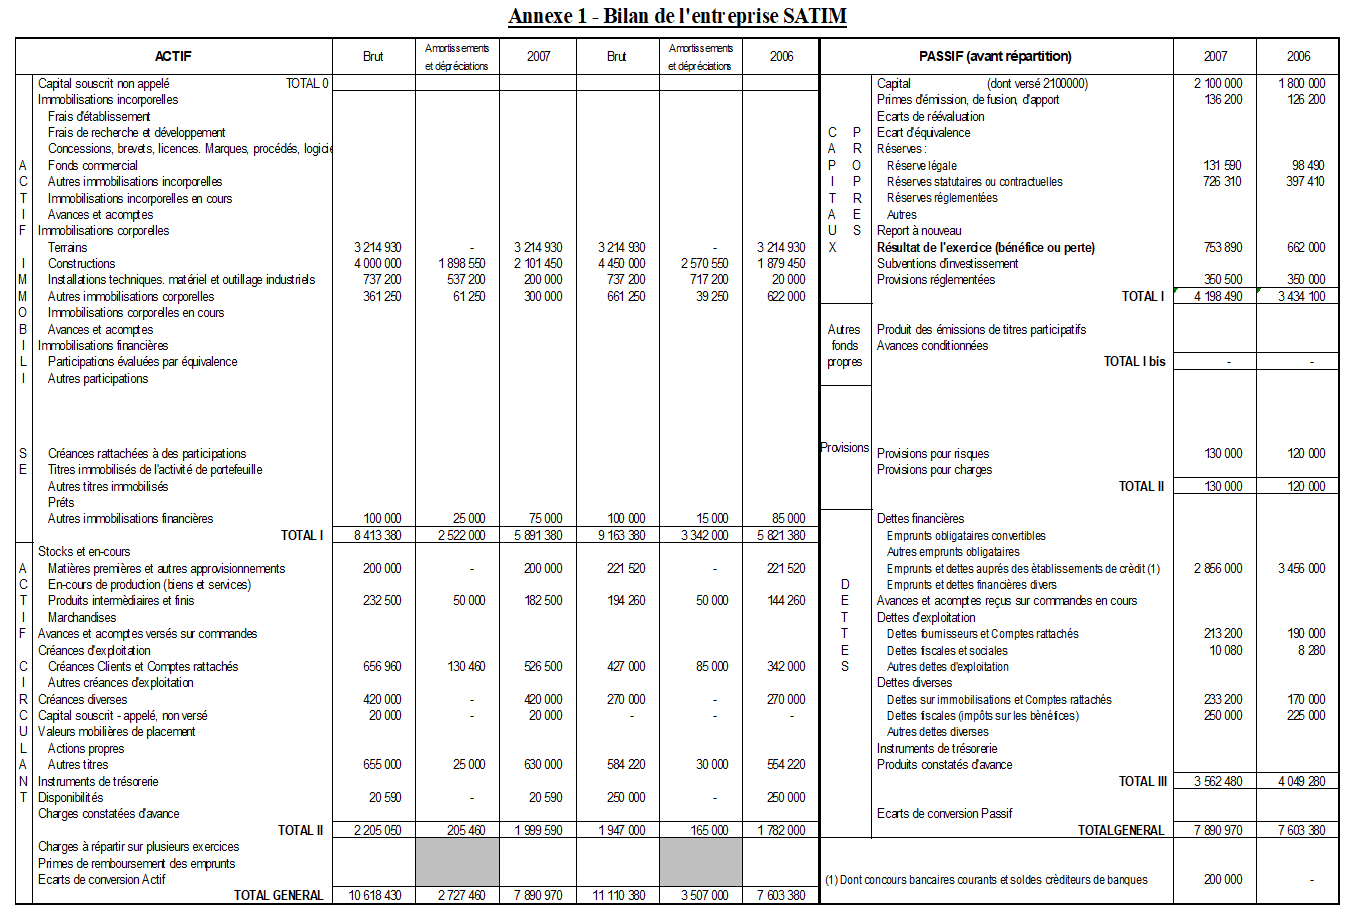 Annexe 1 - Bilan de l'entreprise SATIM
ACTIF Brut Amortissements et dépréciations 2007 Brut Amortissements et dépréciations 2006 PASSIF (avant répartition) 2007 2006
Capital souscrit non appelé TOTAL 0 Capital (dont versé 2100000) 2 100 000 1 800 000
Immobilisations incorporelles Primes d'émission, de fusion, d'apport 136 200 126 200
Frais d'établissement Ecarts de réévaluation
Frais de recherche et développement C P Ecart d'équivalence
Concessions, brevets, licences. Marques, procédés, logicie A R Réserves :
A Fonds commercial P O Réserve légale 131 590 98 490
C Autres immobilisations incorporelles I P Réserves statutaires ou contractuelles 726 310 397 410
T Immobilisations incorporelles en cours T R Réserves réglementées
I Avances et acomptes A E Autres
F Immobilisations corporelles U S Report à nouveau
Terrains 3 214 930 - 3 214 930 3 214 930 - 3 214 930 X Résultat de l'exercice (bénéfice ou perte) 753 890 662 000
I Constructions 4 000 000 1 898 550 2 101 450 4 450 000 2 570 550 1 879 450 Subventions d'investissement
M Installations techniques. matériel et outillage industriels 737 200 537 200 200 000 737 200 717 200 20 000 Provisions réglementées 350 500 350 000
M Autres immobilisations corporelles 361 250 61 250 300 000 661 250 39 250 622 000 TOTAL I 4 198 490 3 434 100
O Immobilisations corporelles en cours
B Avances et acomptes Autres Produit des émissions de titres participatifs
I Immobilisations financières fonds Avances conditionnées
L Participations évaluées par équivalence propres TOTAL I bis - -
I Autres participations
S Créances rattachées à des participations Provisions Provisions pour risques 130 000 120 000
E Titres immobilisés de l'activité de portefeuille Provisions pour charges
Autres titres immobilisés TOTAL II 130 000 120 000
Prêts
Autres immobilisations financières 100 000 25 000 75 000 100 000 15 000 85 000 Dettes financières
TOTAL I 8 413 380 2 522 000 5 891 380 9 163 380 3 342 000 5 821 380 Emprunts obligataires convertibles
Stocks et en-cours Autres emprunts obligataires
A Matières premières et autres approvisionnements 200 000 - 200 000 221 520 - 221 520 Emprunts et dettes auprés des ètablissements de crèdit (1) 2 856 000 3 456 000
C En-cours de production (biens et services) D Emprunts et dettes financières divers
T Produits intermèdiaires et finis 232 500 50 000 182 500 194 260 50 000 144 260 E Avances et acomptes reçus sur commandes en cours
I Marchandises T Dettes d'exploitation
F Avances et acomptes versés sur commandes T Dettes fournisseurs et Comptes rattachés 213 200 190 000
Créances d'exploitation E Dettes fiscales et sociales 10 080 8 280
C Créances Clients et Comptes rattachés 656 960 130 460 526 500 427 000 85 000 342 000 S Autres dettes d'exploitation
I Autres créances d'exploitation Dettes diverses
R Créances diverses 420 000 - 420 000 270 000 - 270 000 Dettes sur immobilisations et Comptes rattachés 233 200 170 000
C Capital souscrit - appelé, non versé 20 000 - 20 000 - - - Dettes fiscales (impôts sur les bènéfices) 250 000 225 000
U Valeurs mobilières de placement Autres dettes diverses
L Actions propres Instruments de trésorerie
A Autres titres 655 000 25 000 630 000 584 220 30 000 554 220 Produits constatés d'avance
N Instruments de trésorerie TOTAL III 3 562 480 4 049 280
T Disponibilités 20 590 - 20 590 250 000 - 250 000
Charges constatées d'avance Ecarts de conversion Passif
TOTAL II 2 205 050 205 460 1 999 590 1 947 000 165 000 1 782 000 TOTAL GENERAL 7 890 970 7 603 380
Charges à répartir sur plusieurs exercices
Primes de remboursement des emprunts
Ecarts de conversion Actif (1) Dont concours bancaires courants et soldes crèditeurs de banques 200 000 -
TOTAL GENERAL 10 618 430 2 727 460 7 890 970 11 110 380 3 507 000 7 603 380